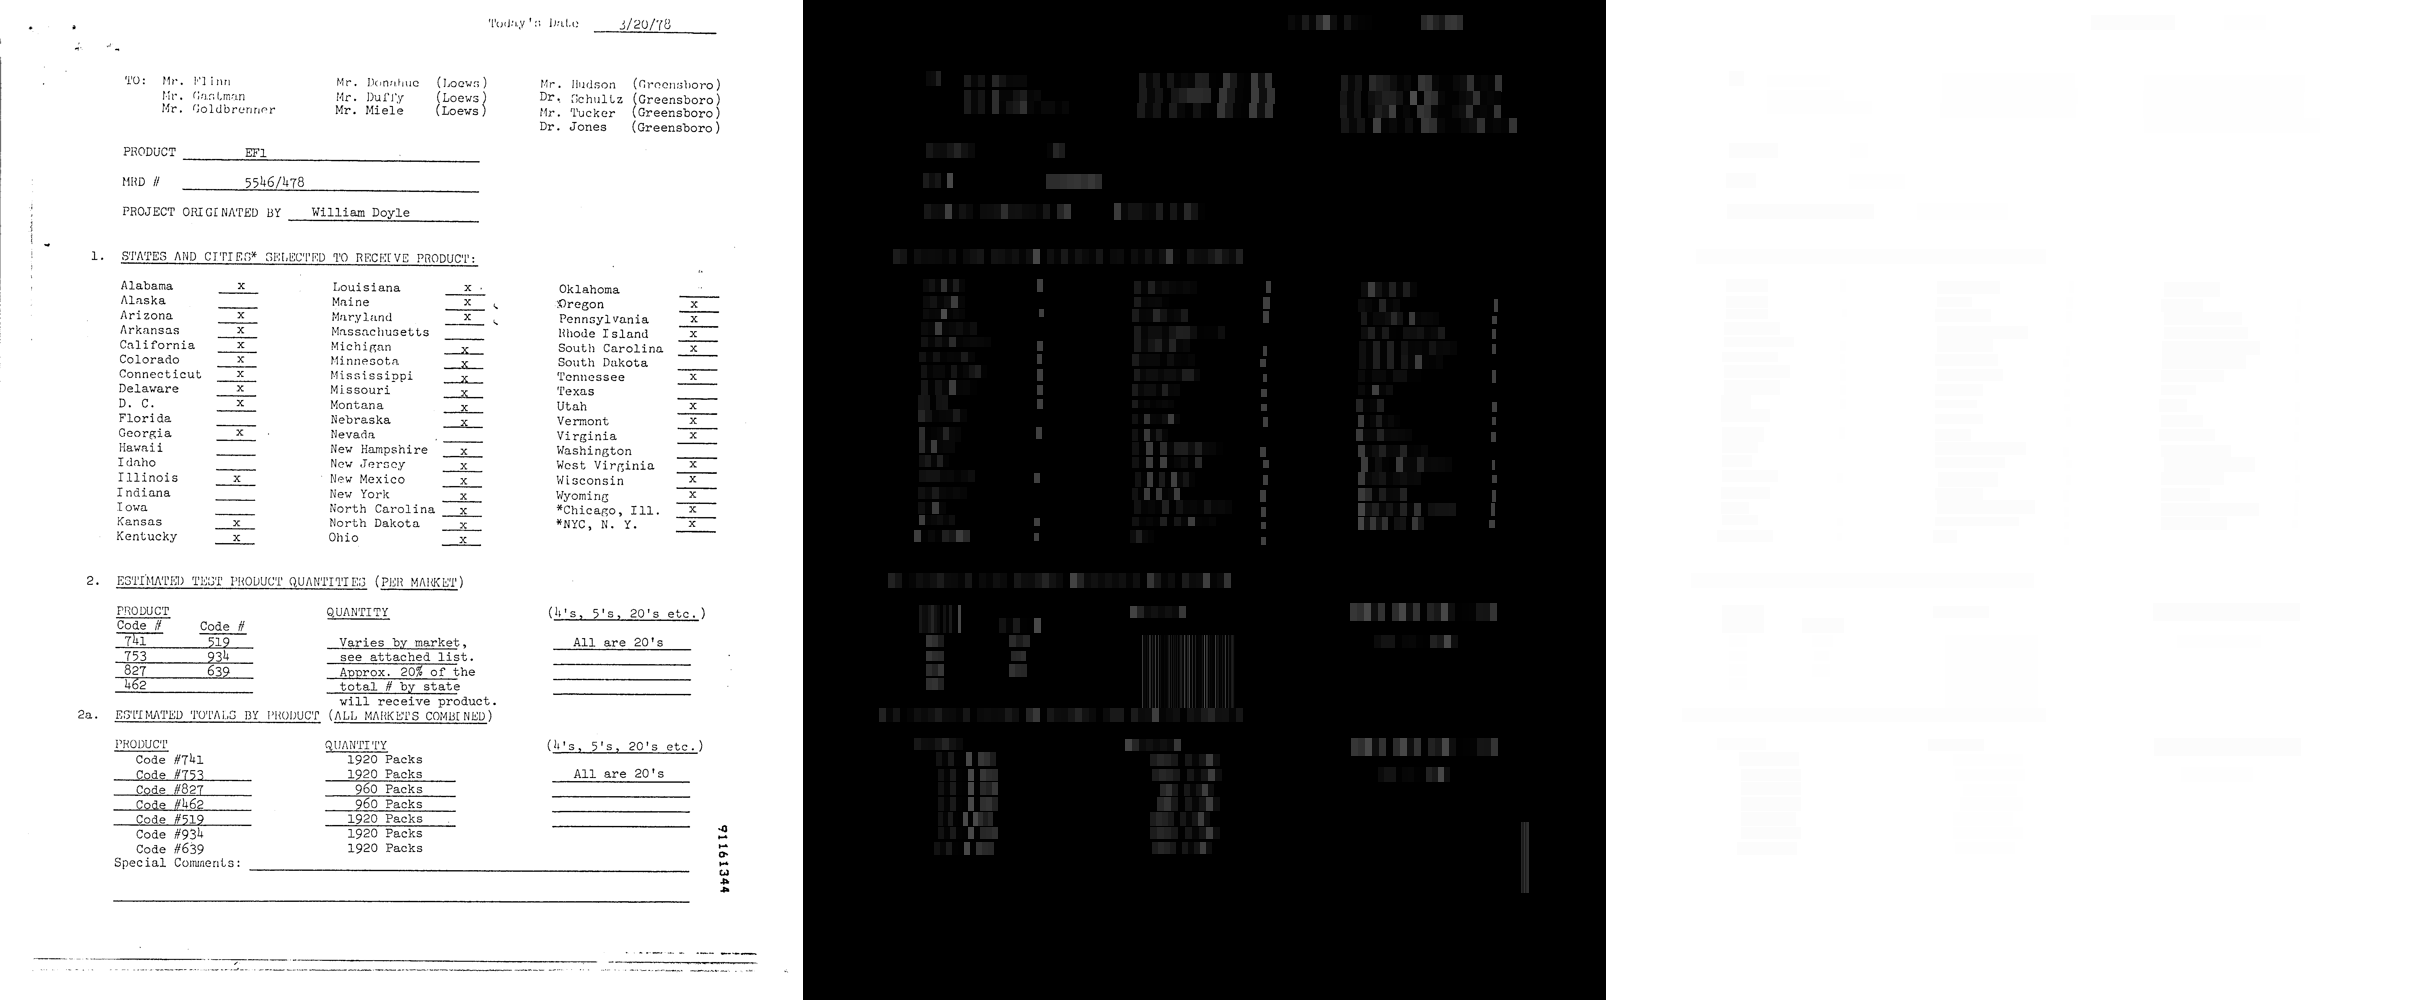 Today's Date 3/20/78
TO: Mr. Flinn Mr. Donahue (Loews) Mr. Hudson (Greensboro)
Mr. Gastman Mr. Duffy (Loews) Dr. Schultz (Greensboro)
Mr. Goldbrenner Mr. Miele (Loews) Mr. Tucker (Greensboro)
Dr. Jones (Greensboro)
PRODUCT EF1
MRD # 5546/478
PROJECT ORIGINATED BY William Doyle
1. STATES AND CITIES* SELECTED TO RECEIVE PRODUCT:
Alabama x Louisiana x Oklahoma
Alaska Maine x Oregon x
Arizona x Maryland x Pennsylvania x
Arkansas x Massachusetts Rhode Island x
California x Michigan x South Carolina x
Colorado x Minnesota x South Dakota
Connecticut x Mississippi x Tennessee x
Delaware x Missouri x Texas
D. C. x Montana x Utah x
Florida Nebraska x Vermont x
Georgia x Nevada Virginia x
Hawaii New Hampshire x Washington
Idaho New Jersey x West Virginia x
Illinois x New Mexico x Wisconsin x
Indiana New York x Wyoming x
Iowa North Carolina x *Chicago, Ill. x
Kansas x North Dakota x *NYC, N. Y. x
Kentucky x Ohio x
2. ESTIMATED TEST PRODUCT QUANTITIES (PER MARKET)
PRODUCT QUANTITY (4's, 5's, 20's etc.)
Code # Code #
741 519 Varies by market, All are 20's
753 934 see attached list.
827 639 Approx. 20% of the
462 total # by state
will receive product.
2a. ESTIMATED TOTALS BY PRODUCT (ALL MARKETS COMBINED)
PRODUCT QUANTITY (4's, 5's, 20's etc.)
Code #741 1920 Packs
Code #753 1920 Packs All are 20's
Code #827 960 Packs
Code #462 960 Packs
Code #519 1920 Packs
Code #934 1920 Packs
Code #639 1920 Packs
Special Comments:
91161344